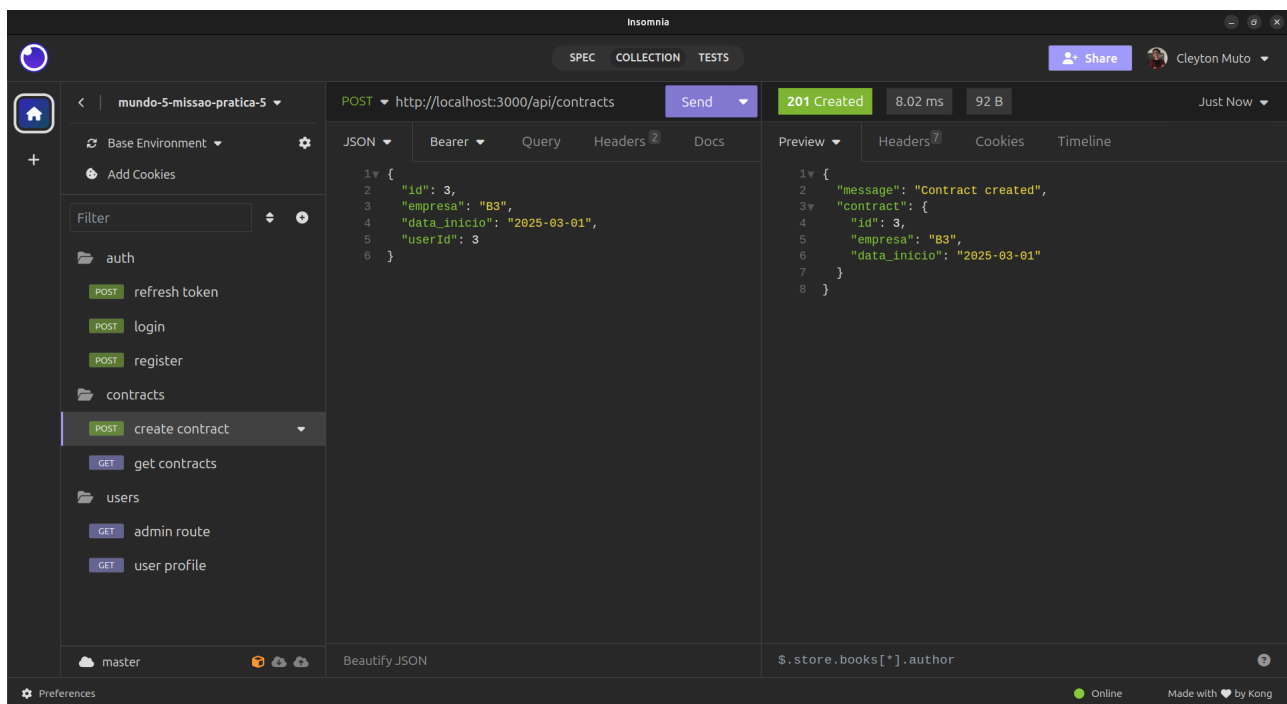 Insomnia
SPEC COLLECTION TESTS
Share
Cleyton Muto
mundo-5-missao-pratica-5
Base Environment
Add Cookies
Filter
auth
POST refresh token
POST login
POST register
contracts
POST create contract
GET get contracts
users
GET admin route
GET user profile
master
POST http://localhost:3000/api/contracts Send
JSON Bearer Query Headers 2 Docs
1 {
2 "id": 3,
3 "empresa": "B3",
4 "data_inicio": "2025-03-01",
5 "userId": 3
6 }
Beautify JSON
201 Created 8.02 ms 92 B Just Now
Preview Headers 7 Cookies Timeline
1 {
2 "message": "Contract created",
3 "contract": {
4 "id": 3,
5 "empresa": "B3",
6 "data_inicio": "2025-03-01"
7 }
8 }
$.store.books[*].author
Preferences
Online
Made with ♥ by Kong